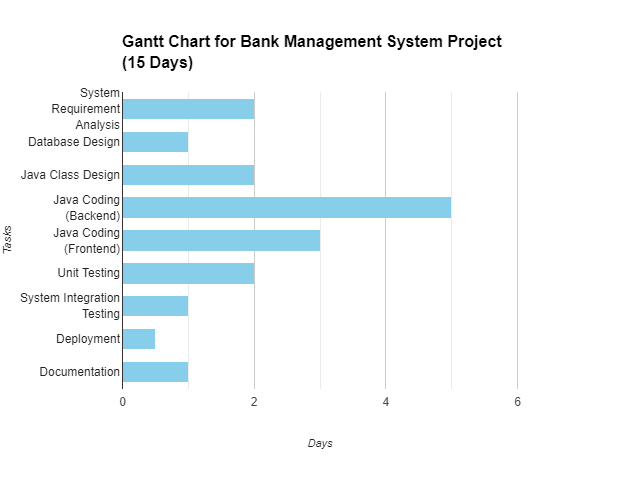 Gantt Chart for Bank Management System Project
(15 Days)
System
Requirement
Analysis
Database Design
Java Class Design
Java Coding
(Backend)
Java Coding
(Frontend)
Unit Testing
System Integration
Testing
Deployment
Documentation
Tasks
0 2 4 6
Days